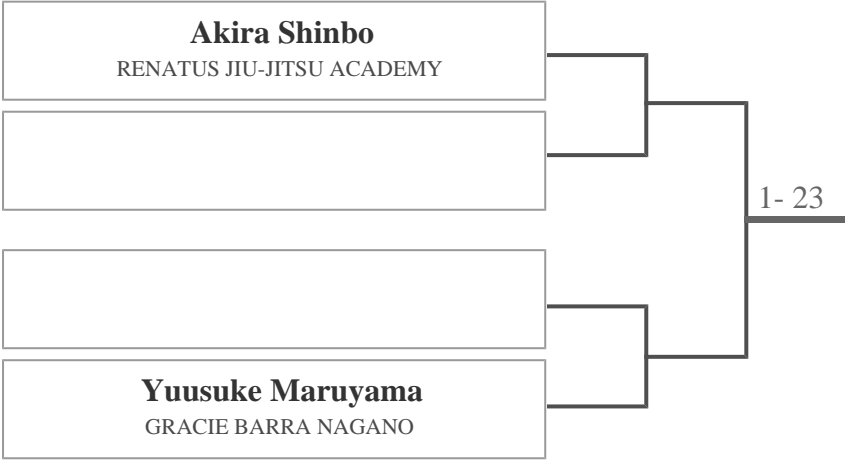 Akira Shinbo
RENATUS JIU-JITSU ACADEMY
1- 23
Yuusuke Maruyama
GRACIE BARRA NAGANO